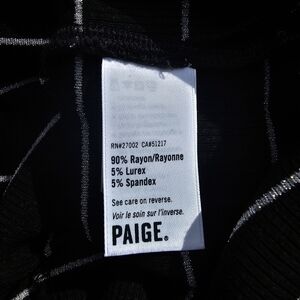 RN#27002 CA#51217
90% Rayon/Rayonne
5% Lurex
5% Spandex
See care on reverse.
Voir le soin sur l'inverse.
PAIGE.